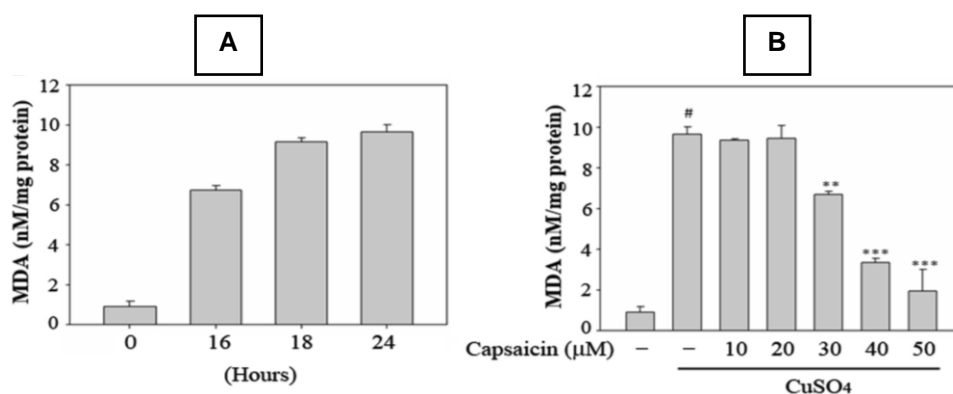 A
B
MDA (nM/mg protein)
12
10
8
6
4
2
0
0 16 18 24
(Hours)
MDA (nM/mg protein)
12
10
8
6
4
2
0
#
**
***
***
Capsaicin (μM) – – 10 20 30 40 50
CuSO4